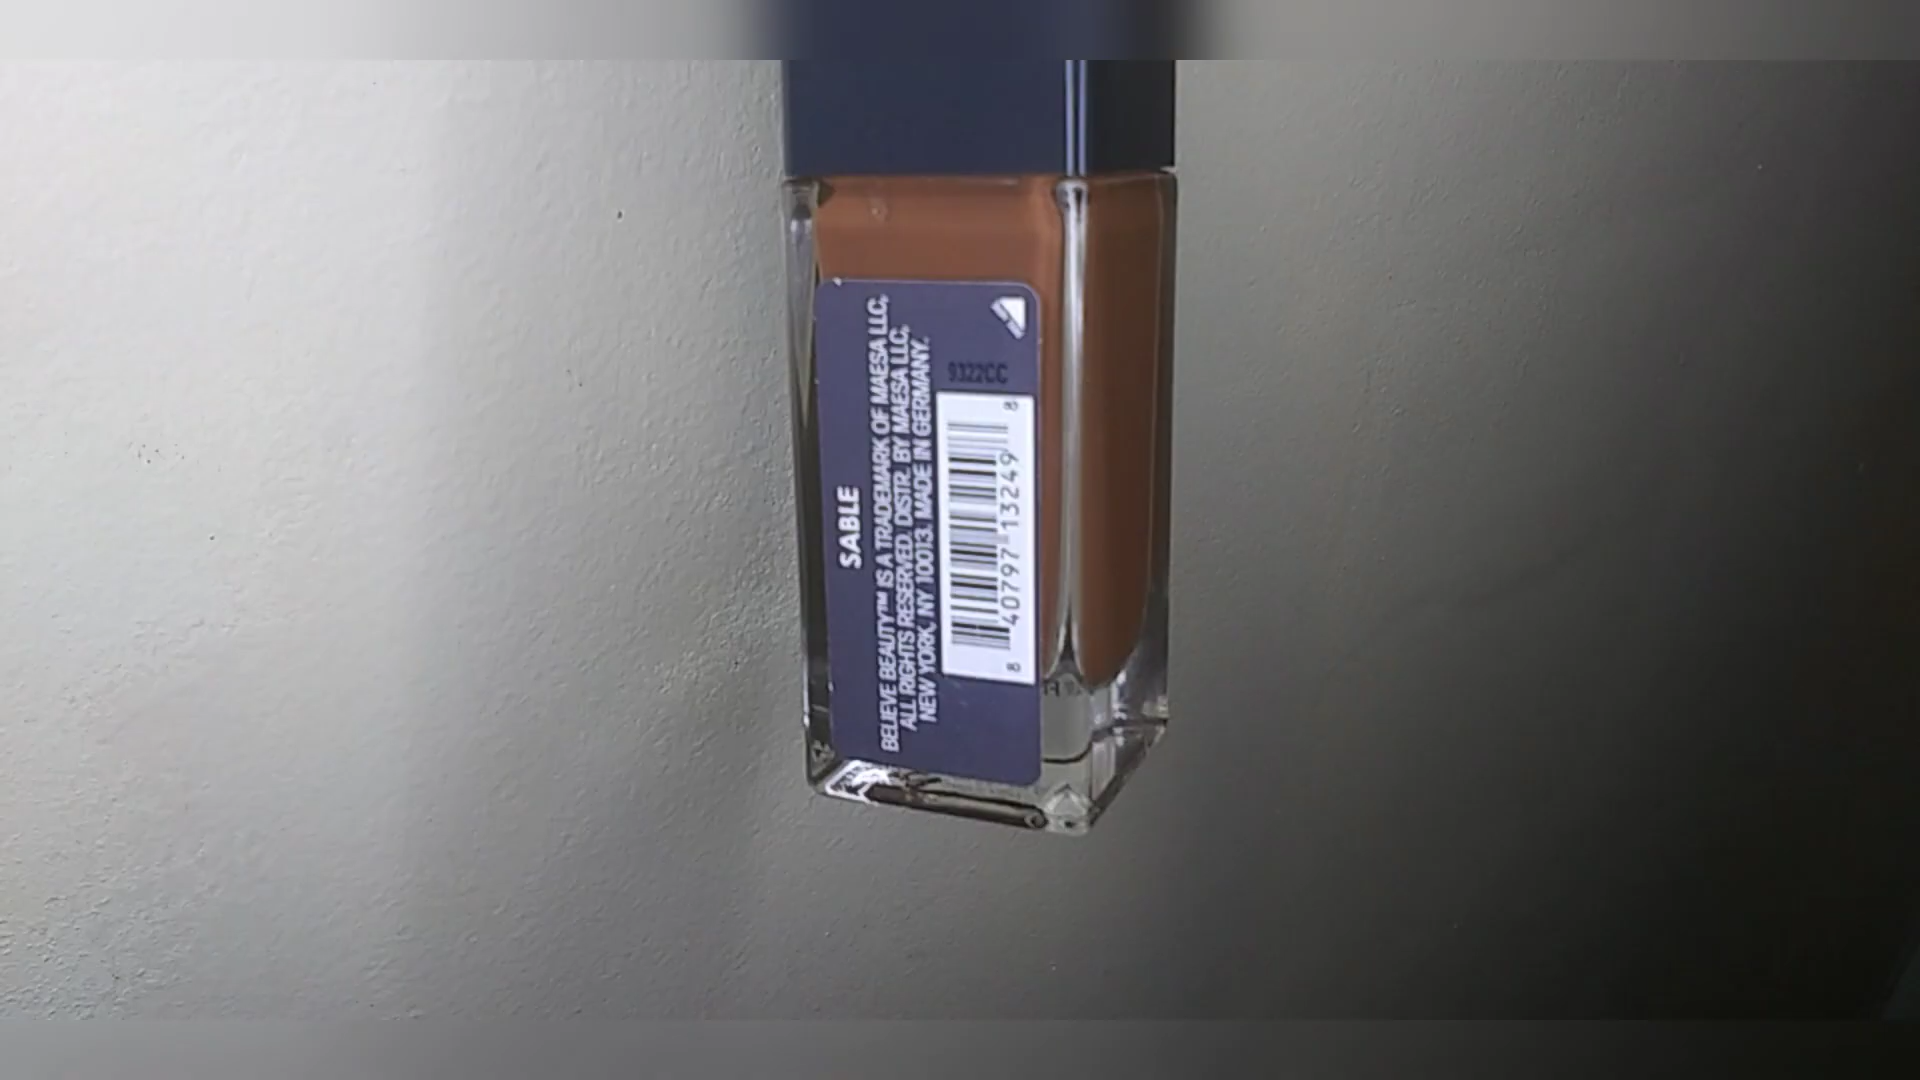 SABLE
BELIEVE BEAUTY™ IS A TRADEMARK OF MAESA LLC,
ALL RIGHTS RESERVED. DISTR. BY MAESA LLC,
NEW YORK, NY 10013. MADE IN GERMANY.
9322CC
8 40797 13249 8